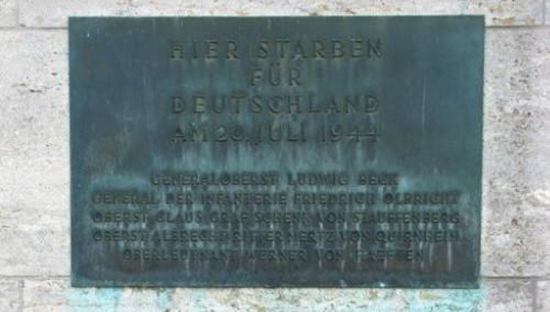 HIER STARBEN
FÜR
DEUTSCHLAND
AM 20. JULI 1944
GENERALOBERST LUDWIG BECK
GENERAL DER INFANTERIE FRIEDRICH OLBRICHT
OBERST CLAUS GRAF SCHENK VON STAUFFENBERG
OBERST ALBRECHT RITTER MERTZ VON QUIRNHEIM
OBERLEUTNANT WERNER VON HAEFTEN